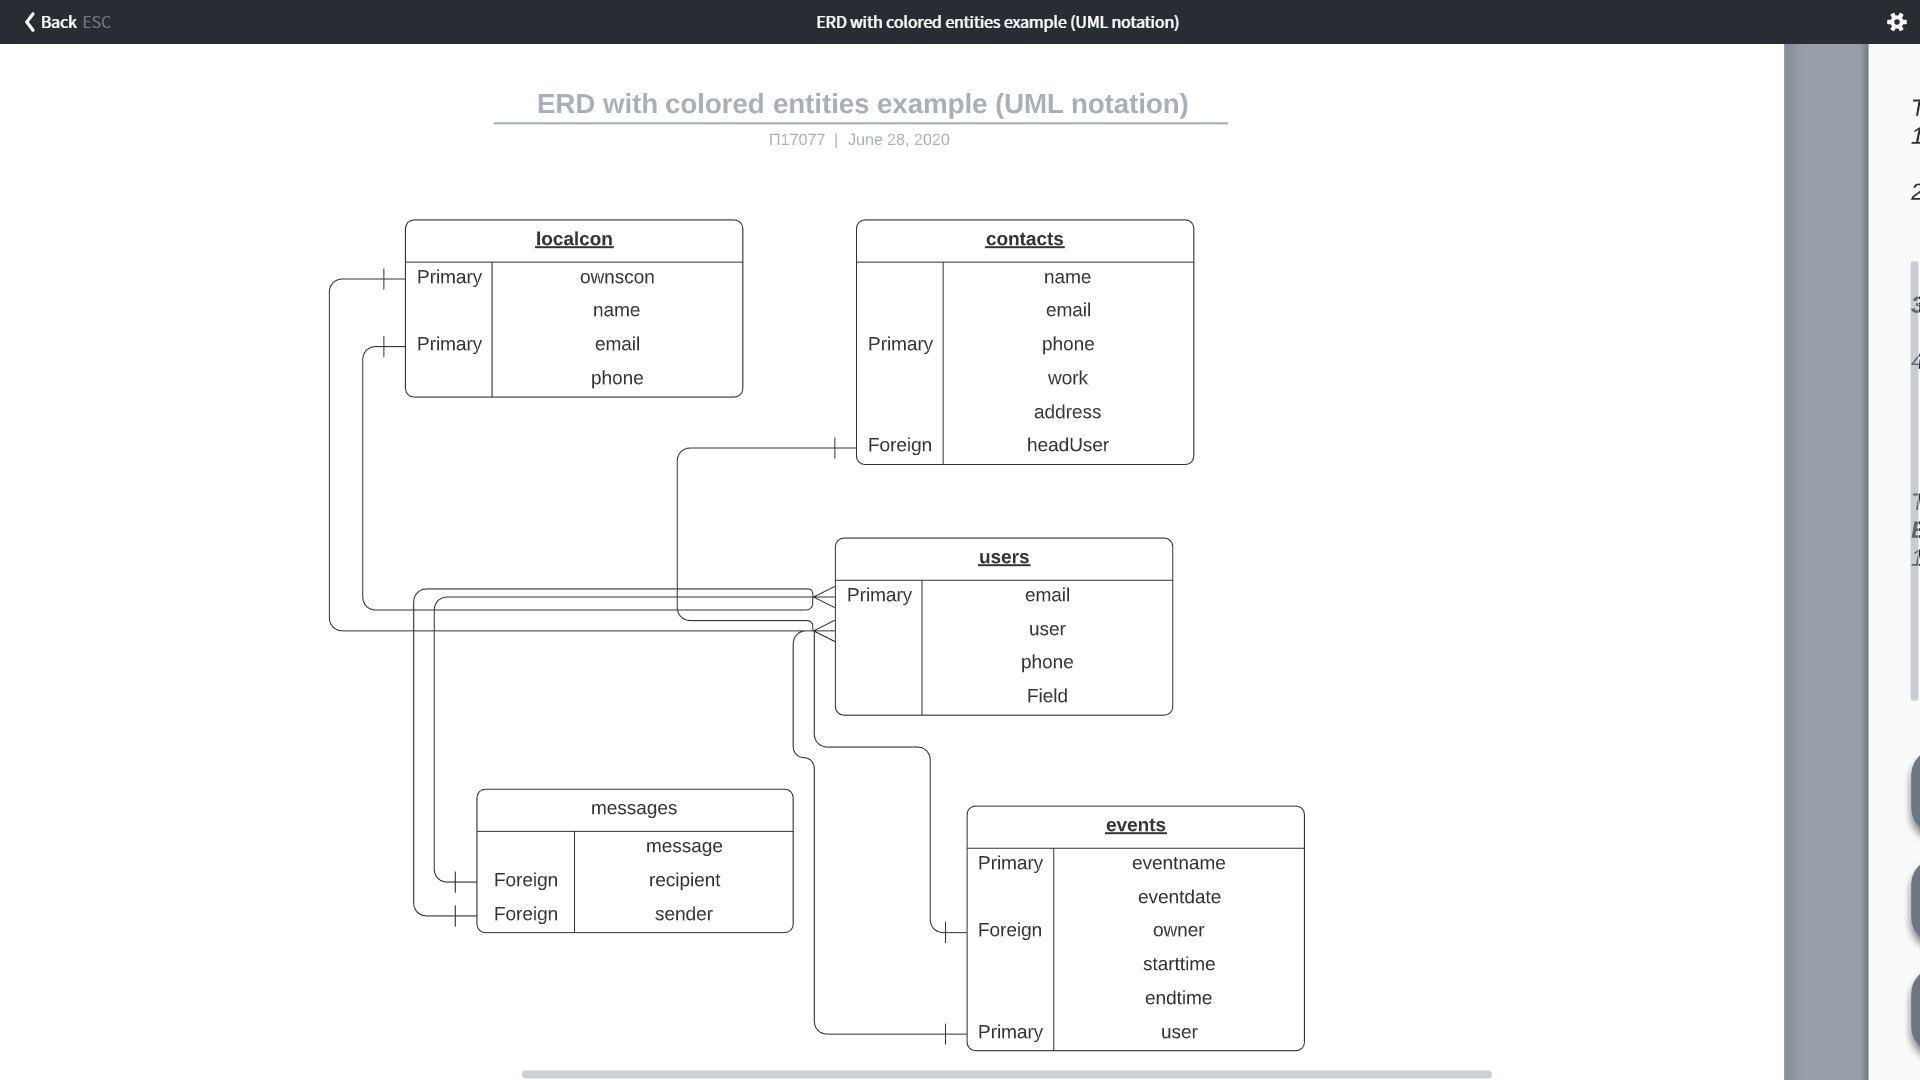 Back ESC
ERD with colored entities example (UML notation)
ERD with colored entities example (UML notation)
П17077 | June 28, 2020
localcon
Primary ownscon
name
Primary email
phone
contacts
name
email
Primary phone
work
address
Foreign headUser
users
Primary email
user
phone
Field
messages
message
Foreign recipient
Foreign sender
events
Primary eventname
eventdate
Foreign owner
starttime
endtime
Primary user